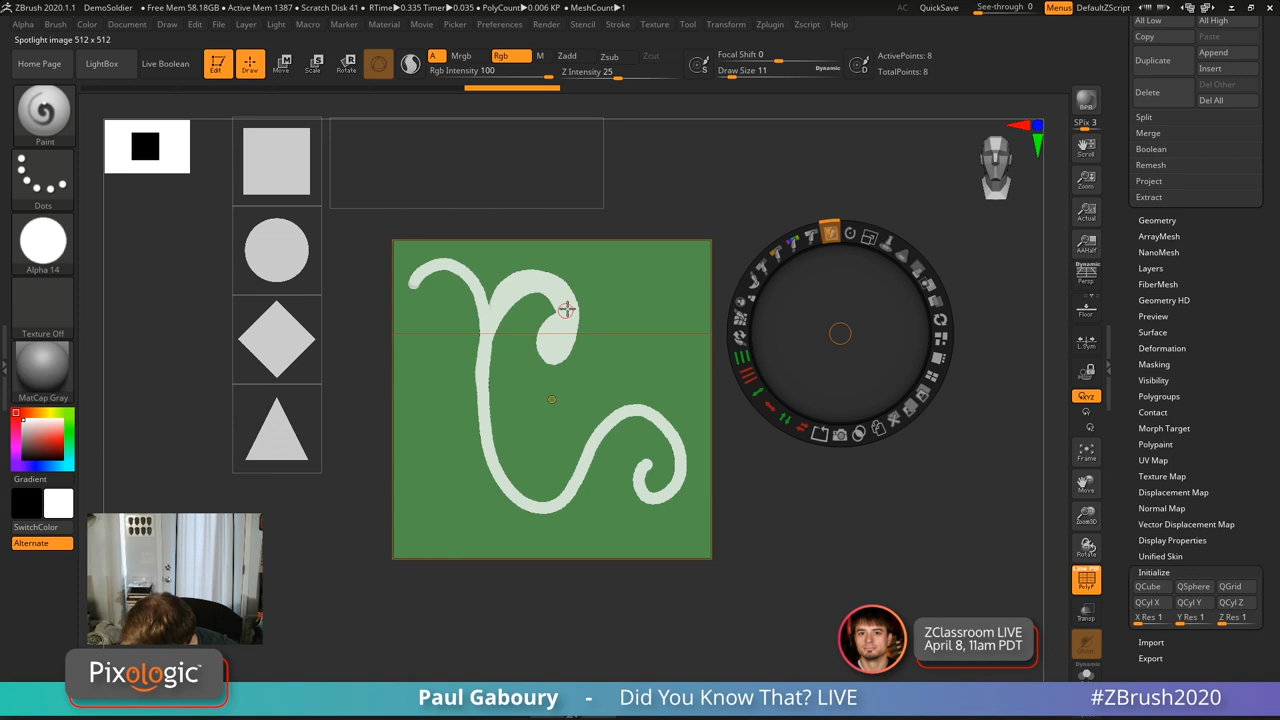 ZBrush 2020.1.1 DemoSoldier • Free Mem 58.18GB • Active Mem 1387 • Scratch Disk 41 • RTime►0.335 Timer►0.035 • PolyCount►0.006 KP • MeshCount►1 AC QuickSave See-through 0 Menus DefaultZScript
Alpha Brush Color Document Draw Edit File Layer Light Macro Marker Material Movie Picker Preferences Render Stencil Stroke Texture Tool Transform Zplugin Zscript
Spotlight image 512 x 512
Home Page
LightBox
Live Boolean
Edit
Draw
Move
Scale
Rotate
A Mrgb Rgb M Zadd Zsub Zcut
Rgb Intensity 100
Z Intensity 25
Focal Shift 0
Draw Size 11
Dynamic
S
D
ActivePoints: 8
TotalPoints: 8
Paint
Dots
Alpha 14
Texture Off
MatCap Gray
Gradient
SwitchColor
Alternate
BPR
SPix 3
Scroll
Zoom
Actual
AAHalf
Dynamic
Persp
Floor
L.Sym
XYZ
Frame
Move
Zoom3D
Rotate
Line Fill
PolyF
Transp
Dynamic
All Low
All High
Copy
Paste
Duplicate
Append
Insert
Delete
Del Other
Del All
Split
Merge
Boolean
Remesh
Project
Extract
Geometry
ArrayMesh
NanoMesh
Layers
FiberMesh
Geometry HD
Preview
Surface
Deformation
Masking
Visibility
Polygroups
Contact
Morph Target
Polypaint
UV Map
Texture Map
Displacement Map
Normal Map
Vector Displacement Map
Display Properties
Unified Skin
Initialize
QCube QSphere QGrid
QCyl X QCyl Y QCyl Z
X Res 1 Y Res 1 Z Res 1
Import
Export
ZClassroom LIVE
April 8, 11am PDT
Pixologic™
Paul Gaboury - Did You Know That? LIVE #ZBrush2020